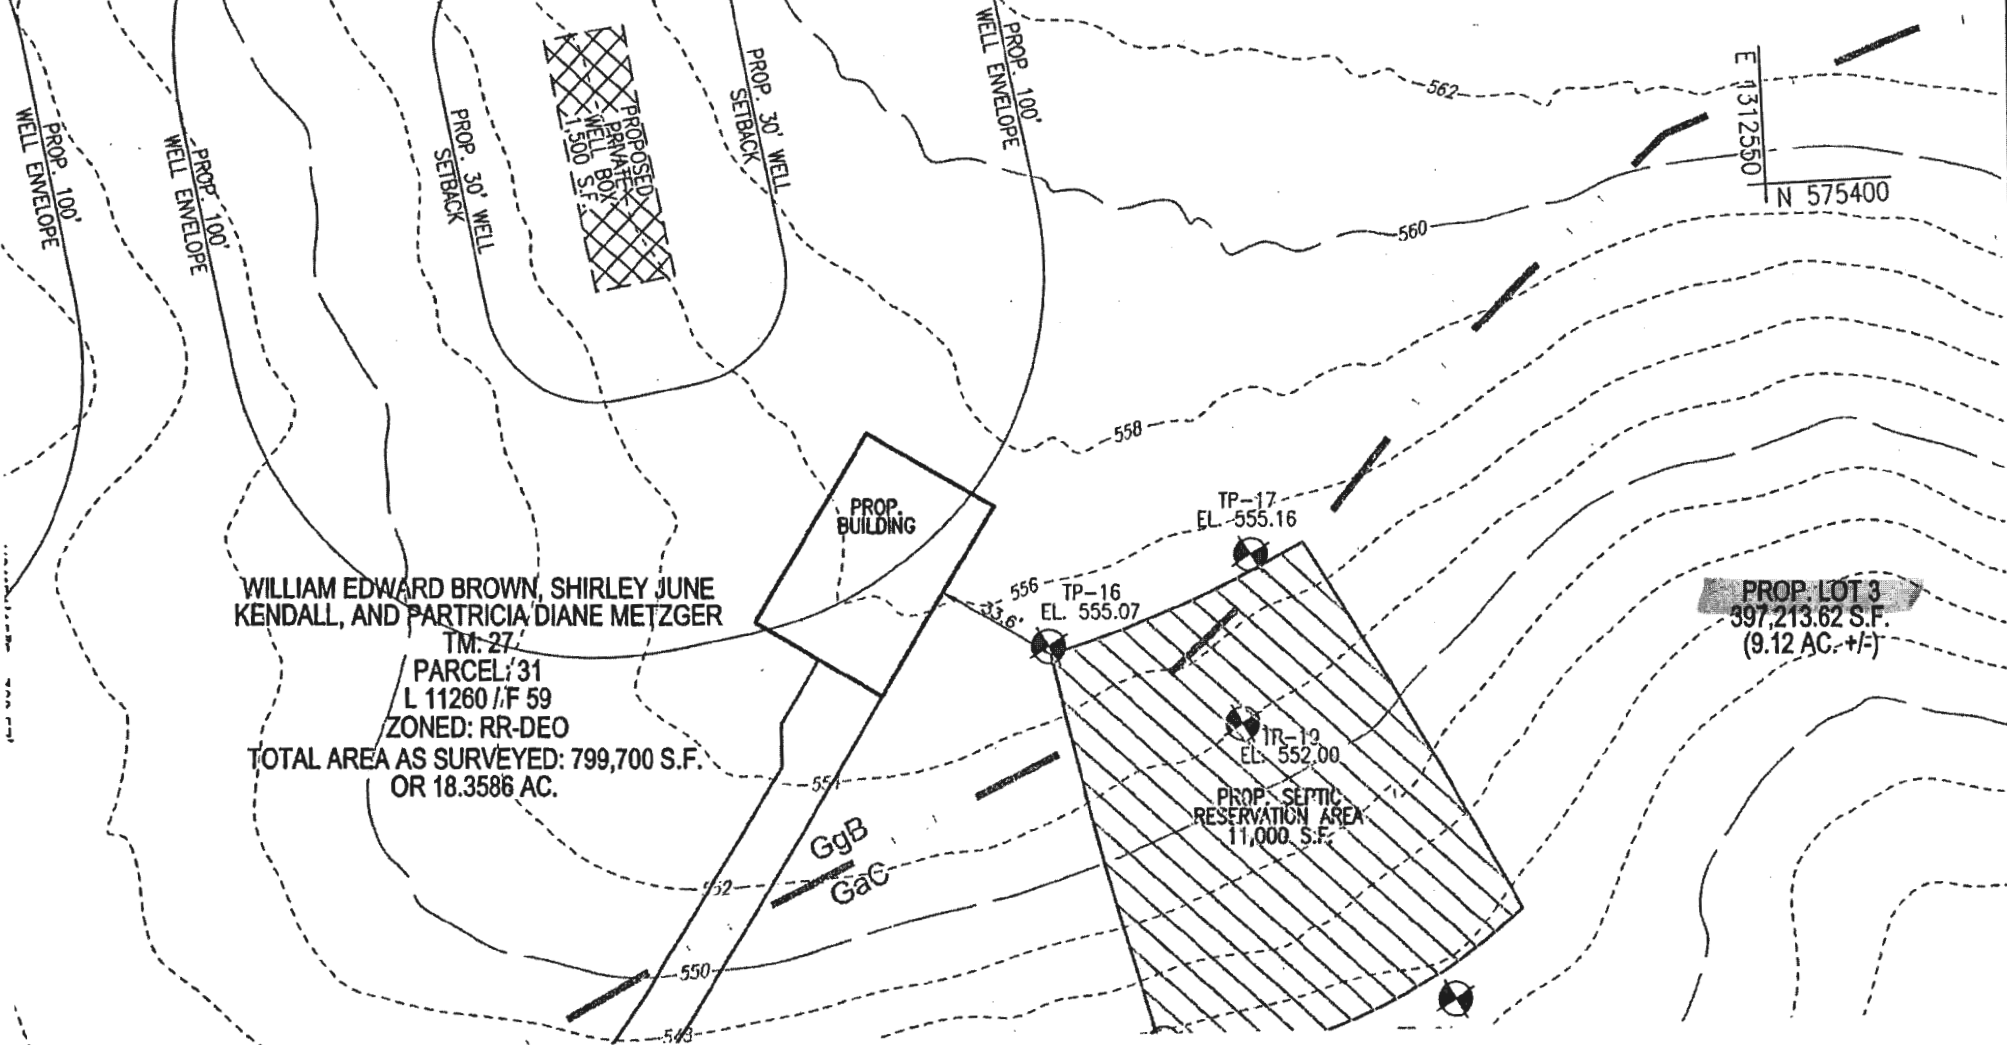 PROP. 100'
WELL ENVELOPE
PROP. 100'
WELL ENVELOPE
PROP. 30' WELL
SETBACK
PROPOSED
PRIVATE
WELL BOX
1,500 S.F.
PROP. 30' WELL
SETBACK
PROP. 100'
WELL ENVELOPE
562
E 1312550
N 575400
560
558
PROP.
BUILDING
TP-17
EL. 555.16
556
TP-16
EL. 555.07
33.6'
WILLIAM EDWARD BROWN, SHIRLEY JUNE
KENDALL, AND PARTRICIA DIANE METZGER
TM: 27
PARCEL: 31
L 11260 / F 59
ZONED: RR-DEO
TOTAL AREA AS SURVEYED: 799,700 S.F.
OR 18.3586 AC.
PROP. LOT 3
397,213.62 S.F.
(9.12 AC. +/-)
EL. 552.00
PROP. SEPTIC
RESERVATION AREA
11,000 S.F.
554
GgB
GaC
552
550
548